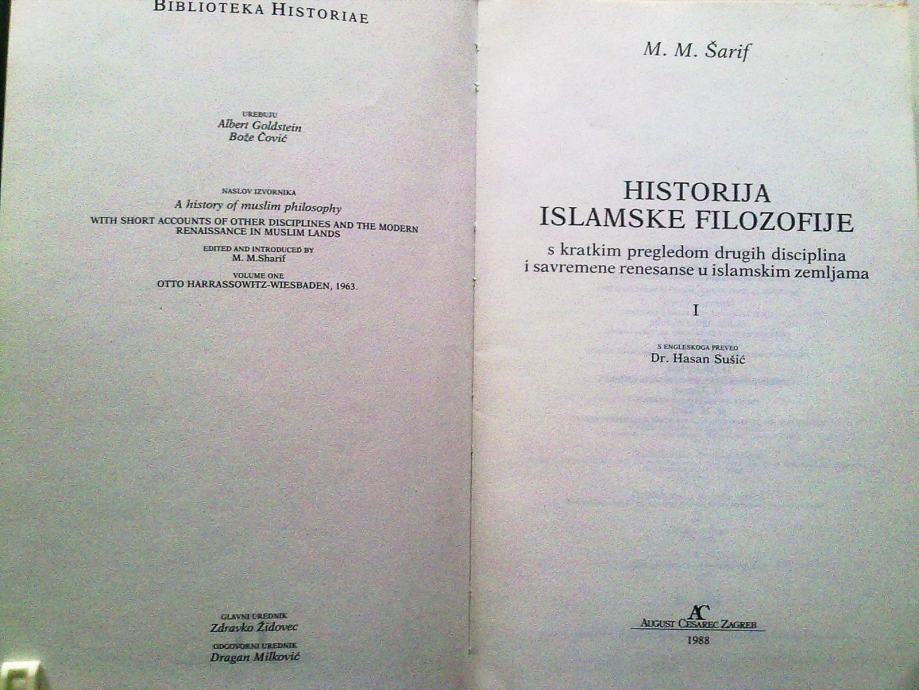 BIBLIOTEKA HISTORIAE
UREĐUJU
Albert Goldstein
Bože Čović
NASLOV IZVORNIKA
A history of muslim philosophy
WITH SHORT ACCOUNTS OF OTHER DISCIPLINES AND THE MODERN
RENAISSANCE IN MUSLIM LANDS
EDITED AND INTRODUCED BY
M. M.Sharif
VOLUME ONE
OTTO HARRASSOWITZ-WIESBADEN, 1963.
GLAVNI UREDNIK
Zdravko Židovec
ODGOVORNI UREDNIK
Dragan Milković
M. M. Šarif
HISTORIJA
ISLAMSKE FILOZOFIJE
s kratkim pregledom drugih disciplina
i savremene renesanse u islamskim zemljama
I
S ENGLESKOGA PREVEO
Dr. Hasan Sušić
AC
AUGUST CESAREC ZAGREB
1988